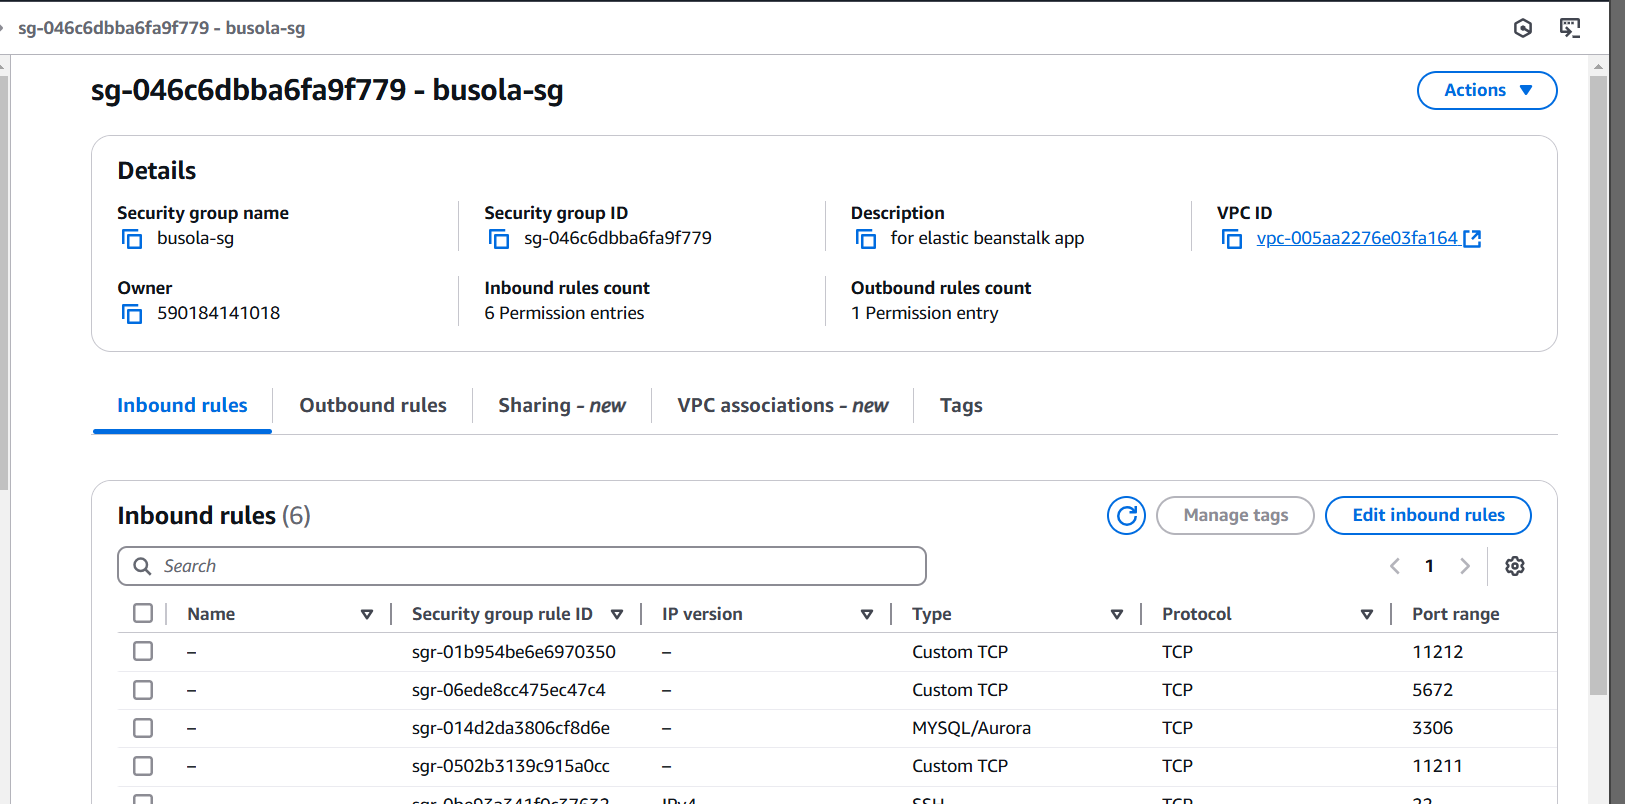 sg-046c6dbba6fa9f779 - busola-sg
sg-046c6dbba6fa9f779 - busola-sg
Actions
Details
Security group name
busola-sg
Security group ID
sg-046c6dbba6fa9f779
Description
for elastic beanstalk app
VPC ID
vpc-005aa2276e03fa164
Owner
590184141018
Inbound rules count
6 Permission entries
Outbound rules count
1 Permission entry
Inbound rules Outbound rules Sharing - new VPC associations - new Tags
Inbound rules (6)
Manage tags
Edit inbound rules
Search
1
Name Security group rule ID IP version Type Protocol Port range
– sgr-01b954be6e6970350 – Custom TCP TCP 11212
– sgr-06ede8cc475ec47c4 – Custom TCP TCP 5672
– sgr-014d2da3806cf8d6e – MYSQL/Aurora TCP 3306
– sgr-0502b3139c915a0cc – Custom TCP TCP 11211
– sgr-0be93a341f0c37632 IPv4 SSH TCP 22